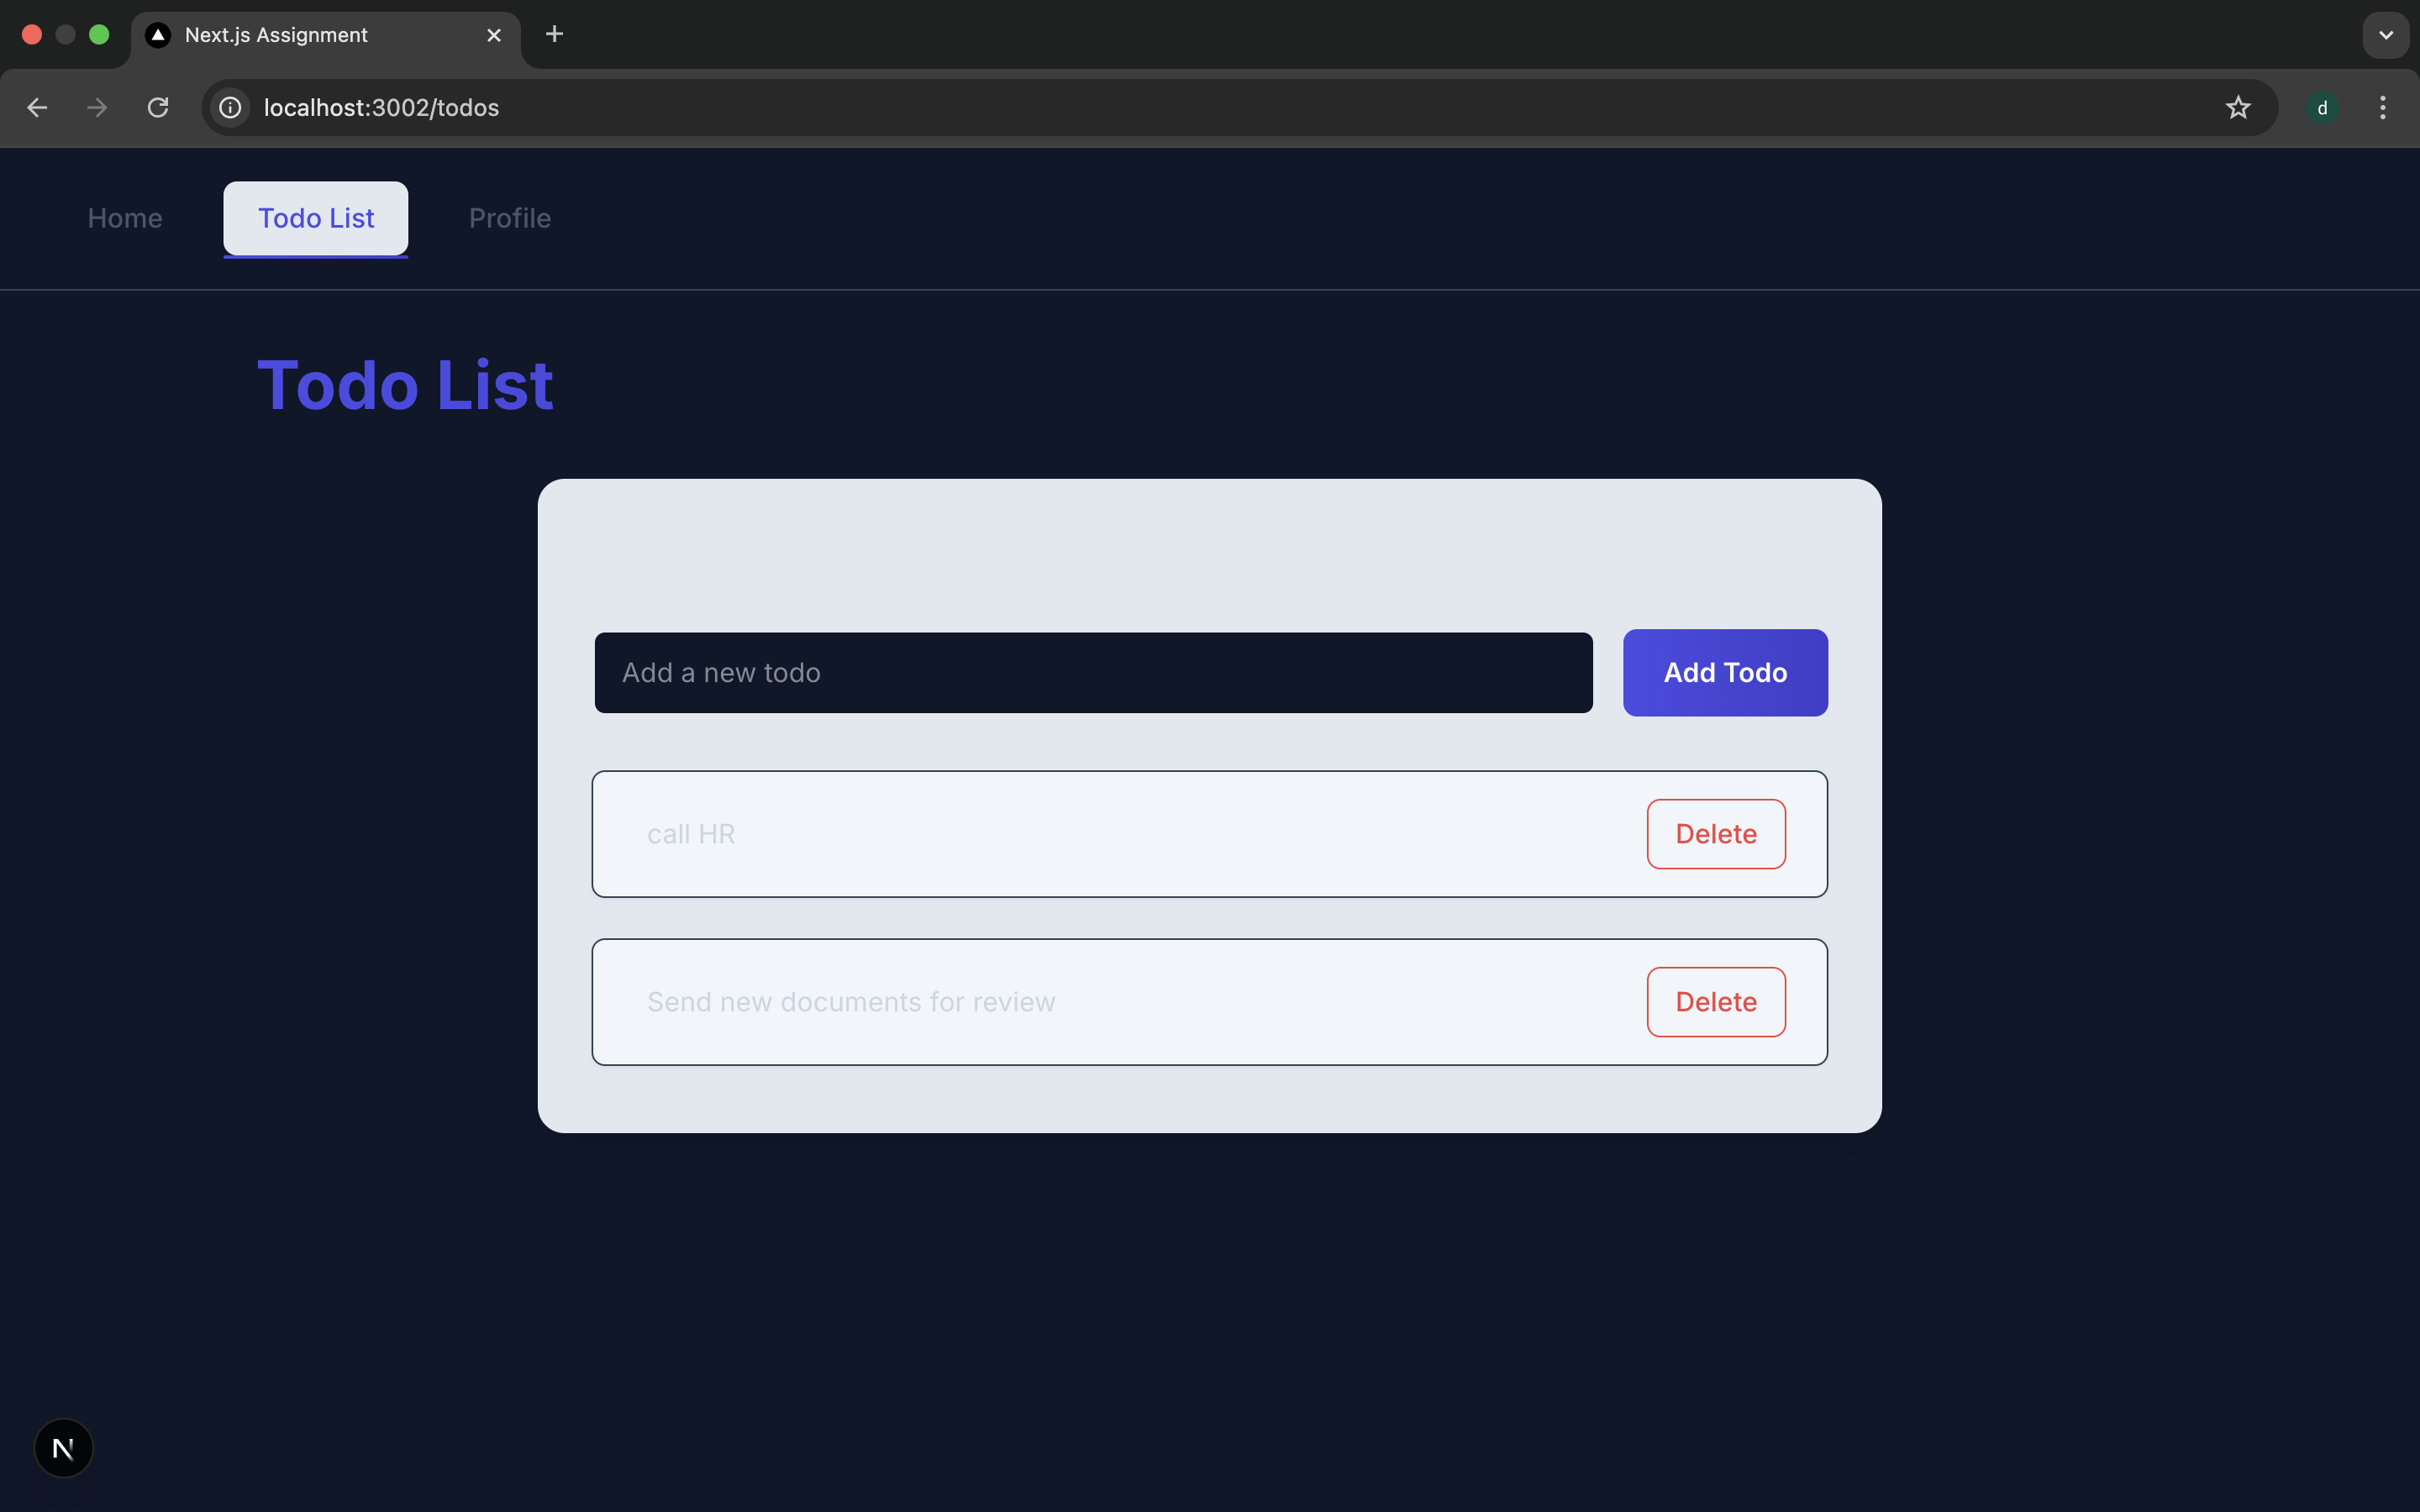 Next.js Assignment
localhost:3002/todos
d
Home Todo List Profile
Todo List
Add a new todo Add Todo
call HR Delete
Send new documents for review Delete
N